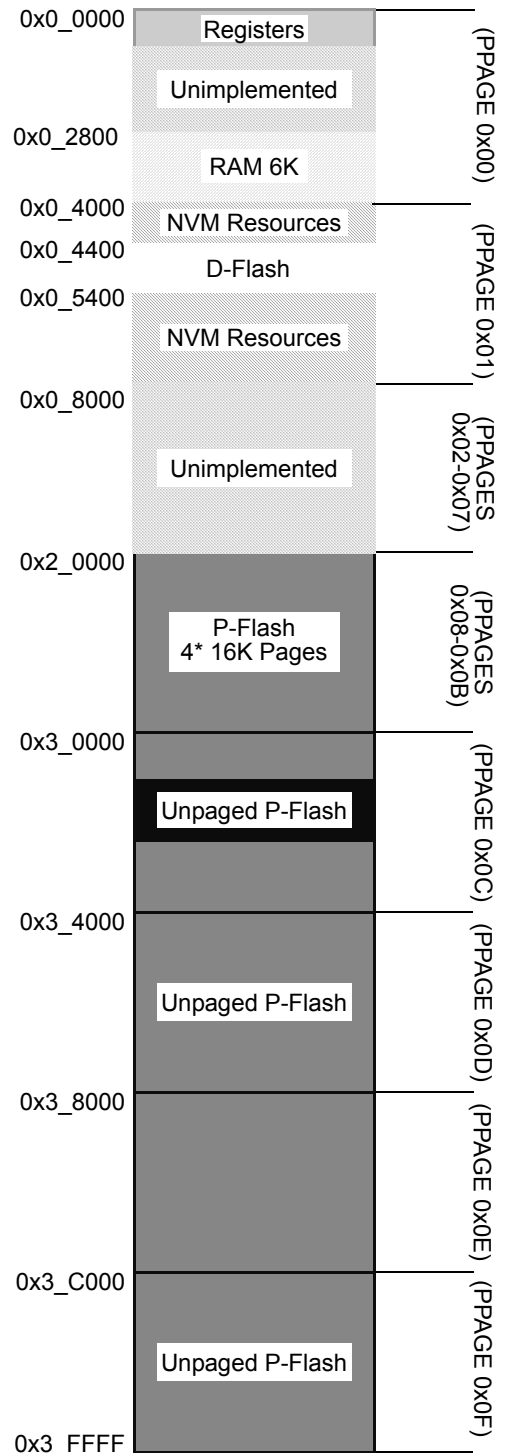 0x0_0000
Registers
(PPAGE 0x00)
Unimplemented
0x0_2800
RAM 6K
0x0_4000
NVM Resources
(PPAGE 0x01)
0x0_4400
D-Flash
0x0_5400
NVM Resources
0x0_8000
(PPAGES
0x02-0x07)
Unimplemented
0x2_0000
(PPAGES
0x08-0x0B)
P-Flash
4* 16K Pages
0x3_0000
(PPAGE 0x0C)
Unpaged P-Flash
0x3_4000
(PPAGE 0x0D)
Unpaged P-Flash
0x3_8000
(PPAGE 0x0E)
0x3_C000
(PPAGE 0x0F)
Unpaged P-Flash
0x3_FFFF